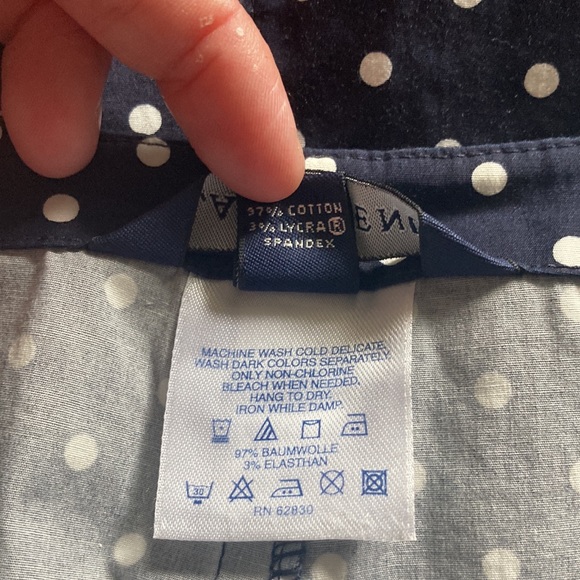 97% COTTON
3% LYCRA®
SPANDEX
MACHINE WASH COLD DELICATE.
WASH DARK COLORS SEPARATELY.
ONLY NON-CHLORINE
BLEACH WHEN NEEDED.
HANG TO DRY.
IRON WHILE DAMP.
97% BAUMWOLLE
3% ELASTHAN
30
RN 62830